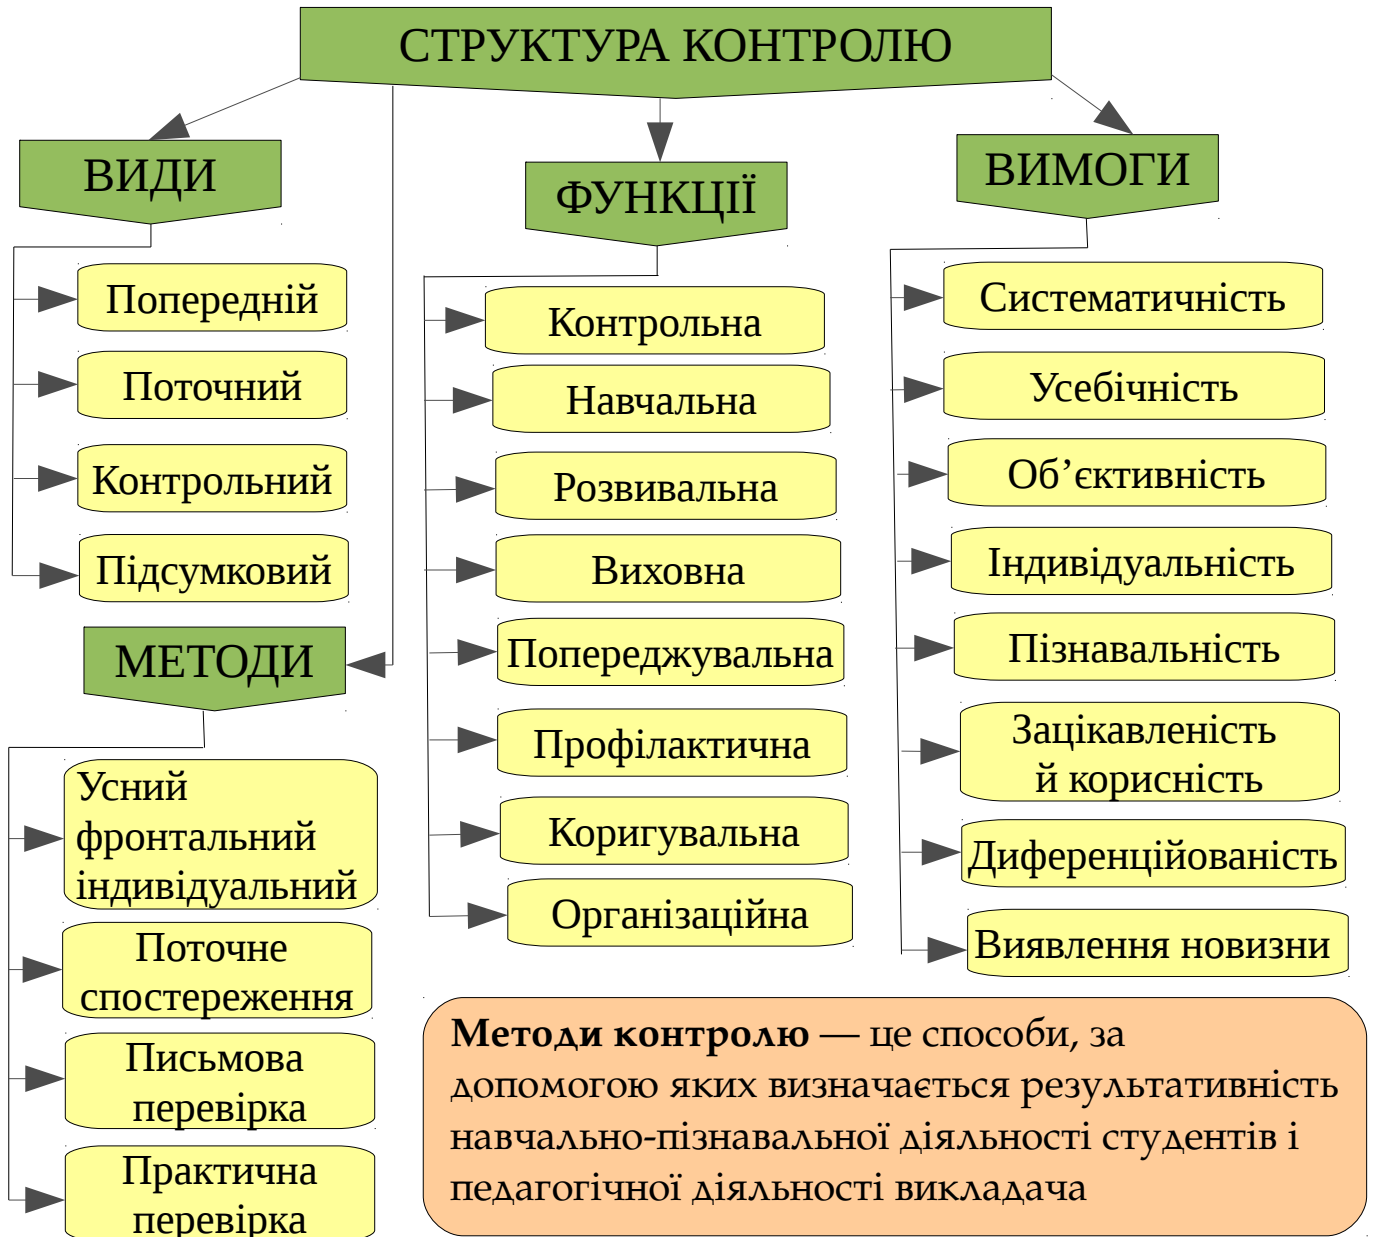 СТРУКТУРА КОНТРОЛЮ
ВИДИ
Попередній
Поточний
Контрольний
Підсумковий
МЕТОДИ
Усний
фронтальний
індивідуальний
Поточне
спостереження
Письмова
перевірка
Практична
перевірка
ФУНКЦІЇ
Контрольна
Навчальна
Розвивальна
Виховна
Попереджувальна
Профілактична
Коригувальна
Організаційна
ВИМОГИ
Систематичність
Усебічність
Об’єктивність
Індивідуальність
Пізнавальність
Зацікавленість
й корисність
Диференційованість
Виявлення новизни
Методи контролю — це способи, за
допомогою яких визначається результативність
навчально-пізнавальної діяльності студентів і
педагогічної діяльності викладача